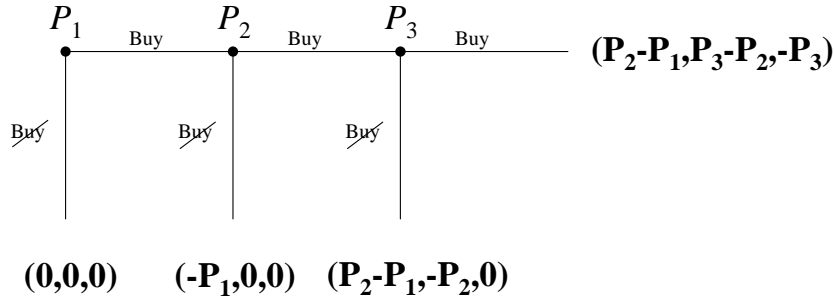 P₁ P₂ P₃
Buy Buy Buy
(P₂-P₁,P₃-P₂,-P₃)
Buy Buy Buy
(0,0,0) (-P₁,0,0) (P₂-P₁,-P₂,0)